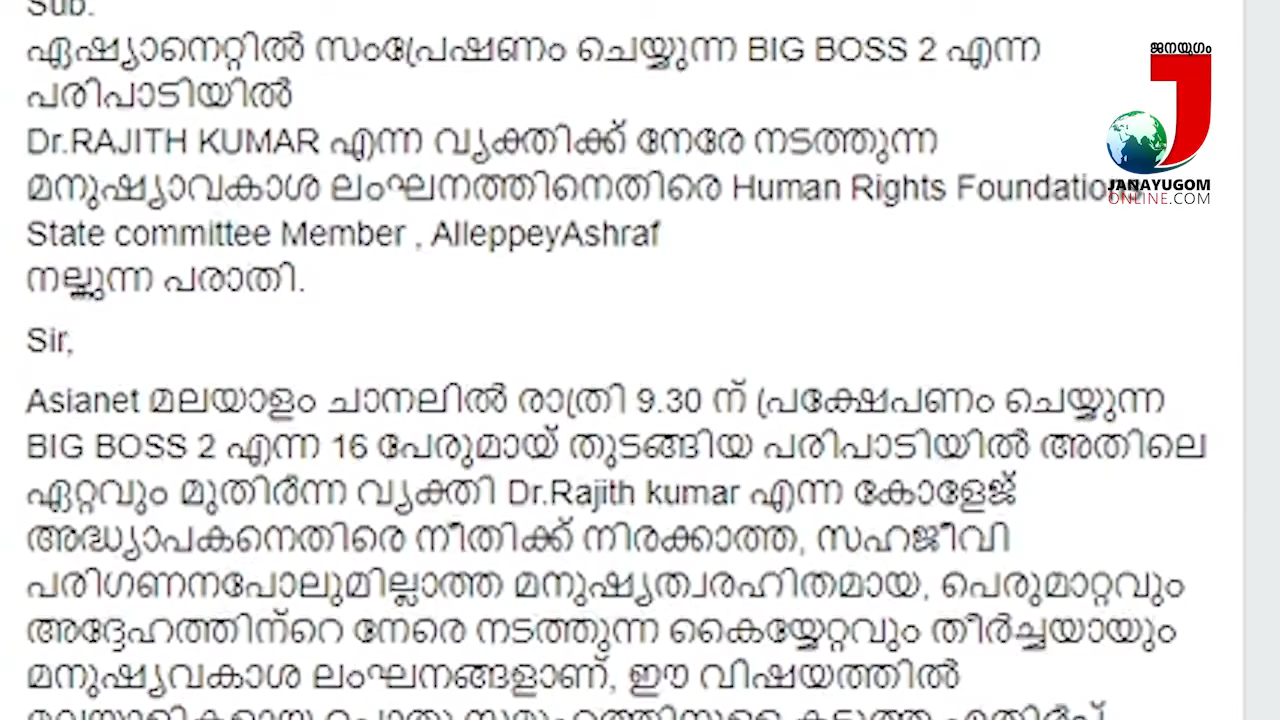 Sub:
ഏഷ്യാനെറ്റിൽ സംപ്രേഷണം ചെയ്യുന്ന BIG BOSS 2 എന്ന
പരിപാടിയിൽ
Dr.RAJITH KUMAR എന്ന വ്യക്തിക്ക് നേരേ നടത്തുന്ന
മനുഷ്യാവകാശ ലംഘനത്തിനെതിരെ Human Rights Foundation
State committee Member , AlleppeyAshraf
നല്കുന്ന പരാതി.
ജനയുഗം
JANAYUGOM
ONLINE.COM
Sir,
Asianet മലയാളം ചാനലിൽ രാത്രി 9.30 ന് പ്രക്ഷേപണം ചെയ്യുന്ന
BIG BOSS 2 എന്ന 16 പേരുമായ് തുടങ്ങിയ പരിപാടിയിൽ അതിലെ
ഏറ്റവും മുതിർന്ന വ്യക്തി Dr.Rajith kumar എന്ന കോളേജ്
അദ്ധ്യാപകനെതിരെ നീതിക്ക് നിരക്കാത്ത, സഹജീവി
പരിഗണനപോലുമില്ലാത്ത മനുഷ്യത്വരഹിതമായ, പെരുമാറ്റവും
അദ്ദേഹത്തിന്റെ നേരെ നടത്തുന്ന കൈയ്യേറ്റവും തീർച്ചയായും
മനുഷ്യവകാശ ലംഘനങ്ങളാണ്, ഈ വിഷയത്തിൽ